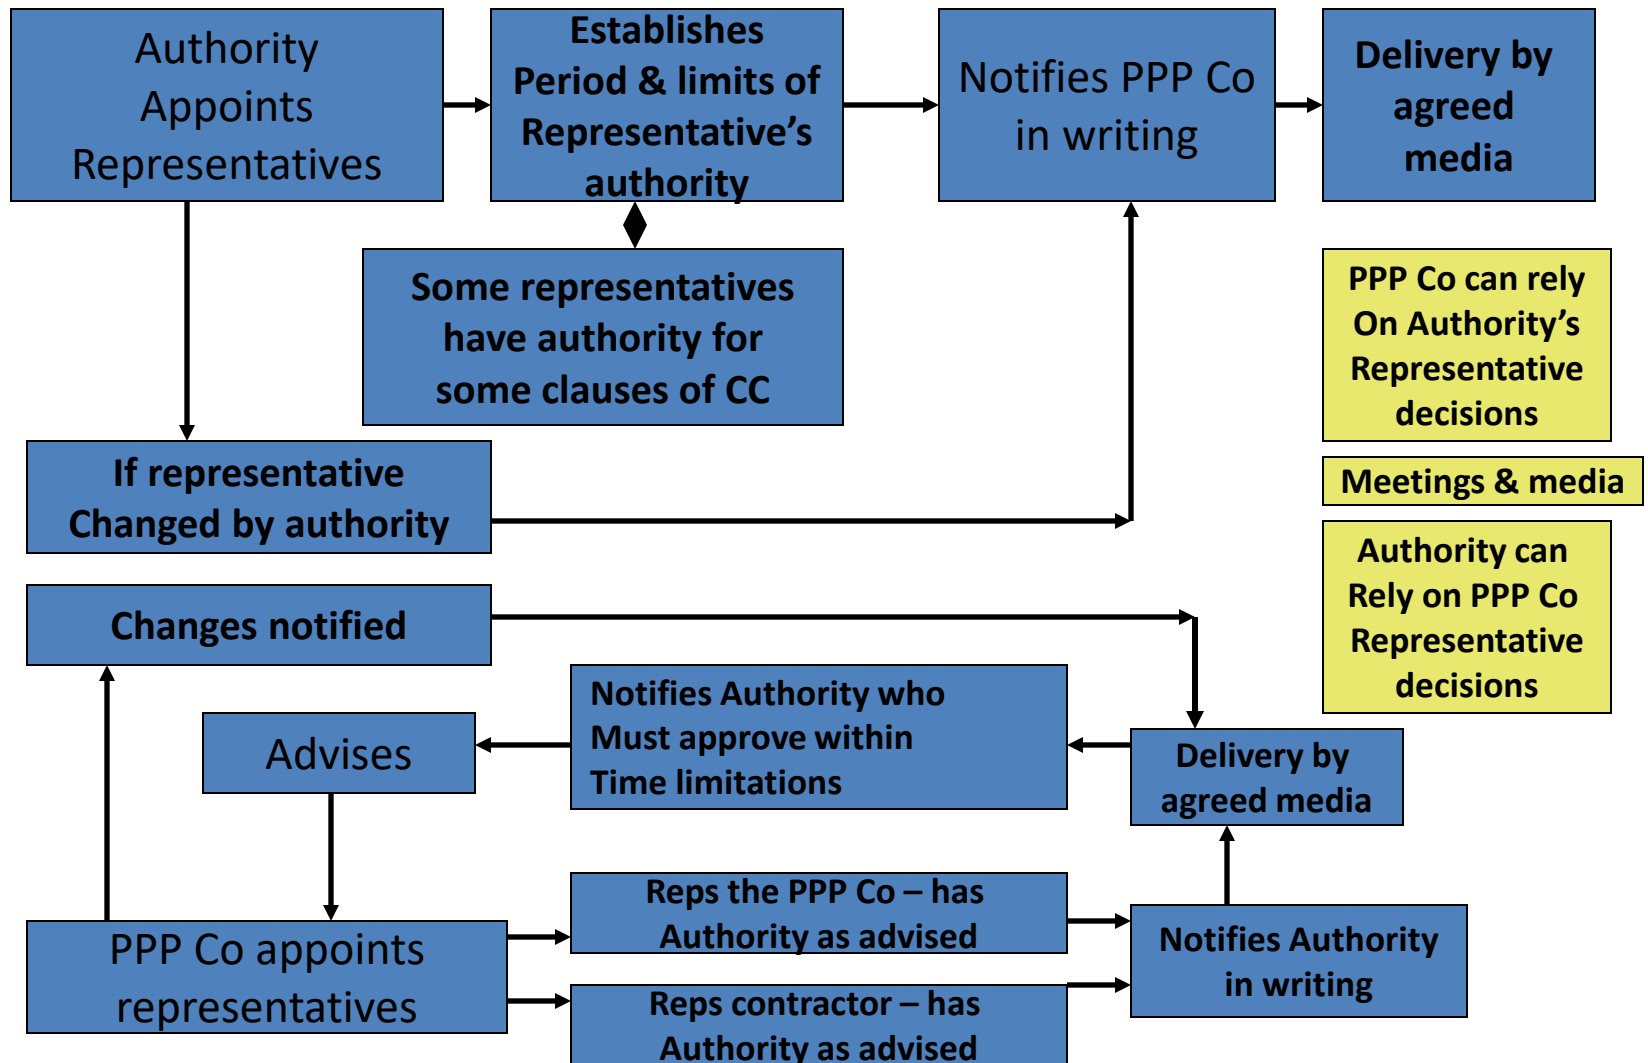 Authority
Appoints
Representatives
Establishes
Period & limits of
Representative’s
authority
Notifies PPP Co
in writing
Delivery by
agreed
media
Some representatives
have authority for
some clauses of CC
PPP Co can rely
On Authority’s
Representative
decisions
If representative
Changed by authority
Meetings & media
Authority can
Rely on PPP Co
Representative
decisions
Changes notified
Notifies Authority who
Must approve within
Time limitations
Advises
Delivery by
agreed media
Reps the PPP Co – has
Authority as advised
PPP Co appoints
representatives
Notifies Authority
in writing
Reps contractor – has
Authority as advised